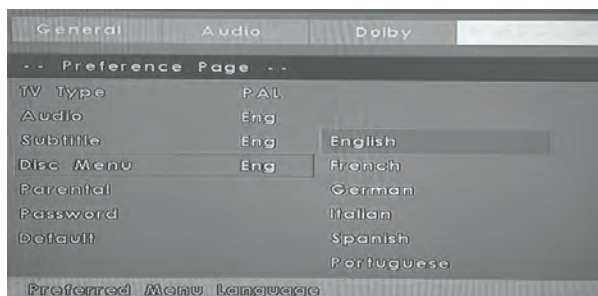 General Audio Dolby
-- Preference Page --
TV Type PAL
Audio Eng
Subtitle Eng English
Disc Menu Eng French
Parental German
Password Italian
Default Spanish
Portuguese
Preferred Menu Language